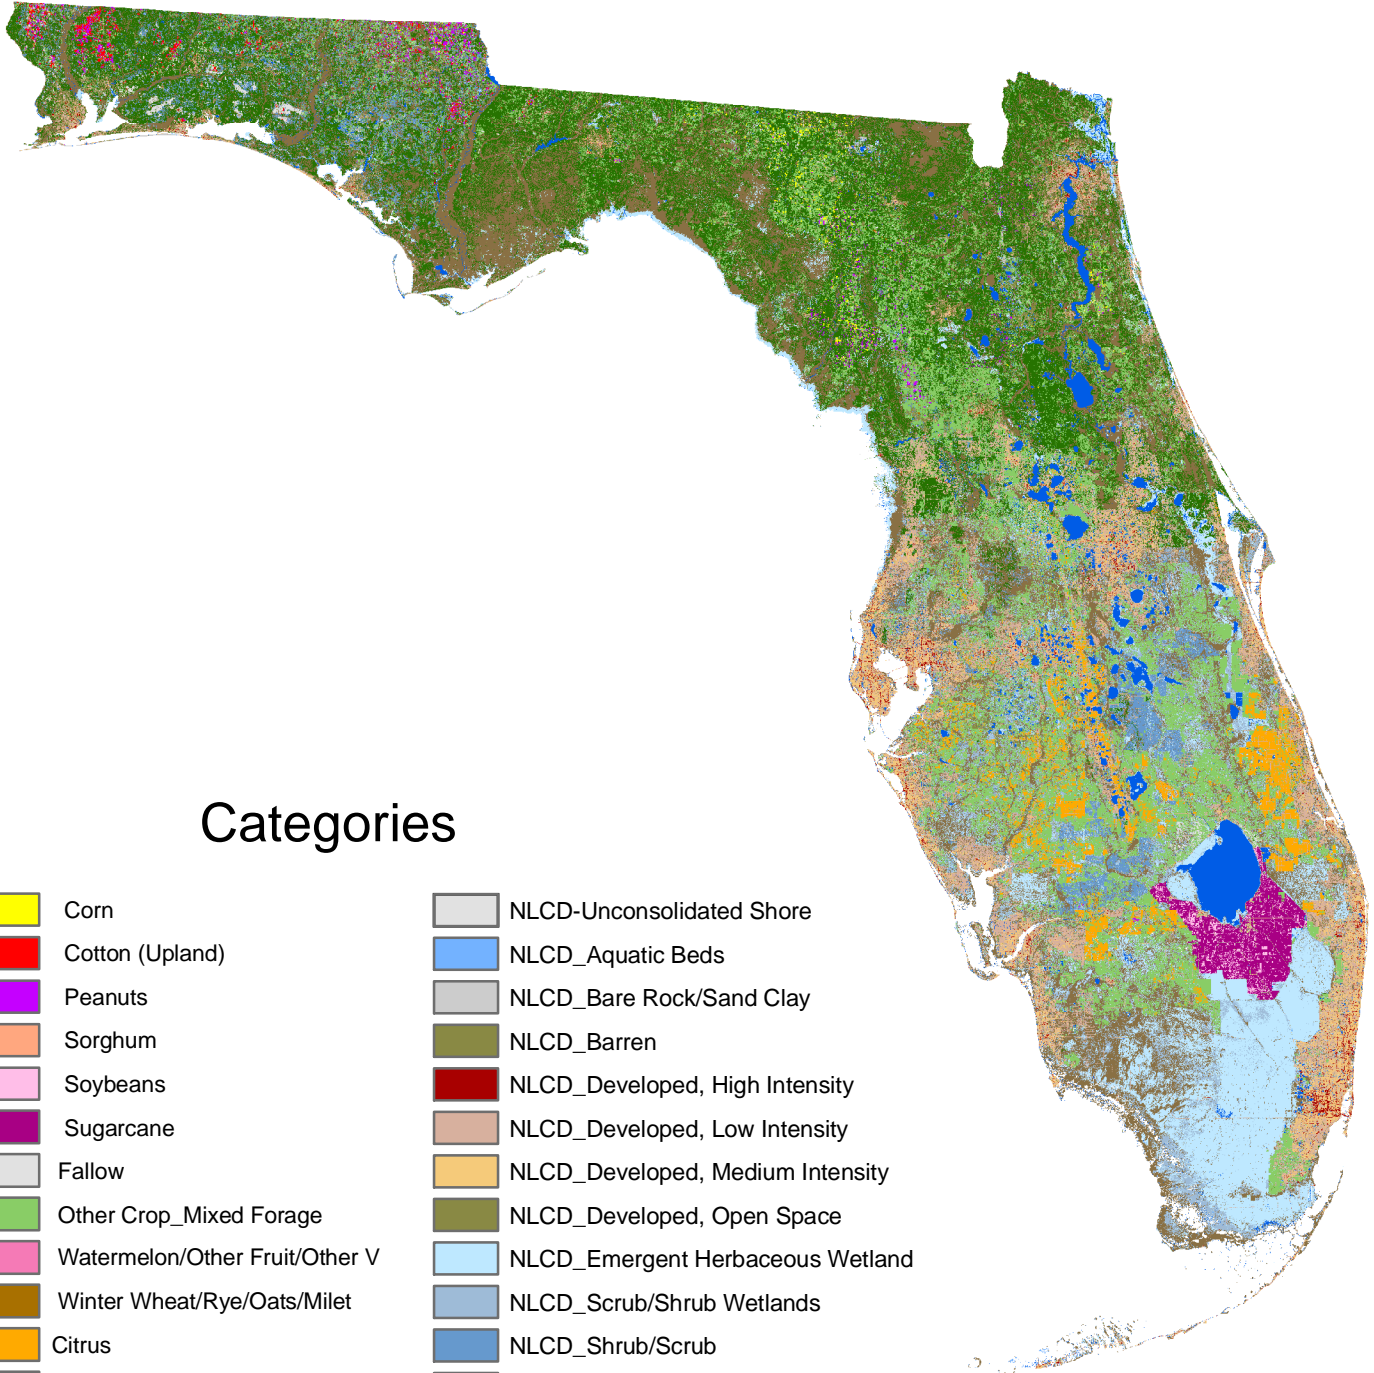 Categories
Corn
Cotton (Upland)
Peanuts
Sorghum
Soybeans
Sugarcane
Fallow
Other Crop_Mixed Forage
Watermelon/Other Fruit/Other V
Winter Wheat/Rye/Oats/Milet
Citrus
NLCD-Unconsolidated Shore
NLCD_Aquatic Beds
NLCD_Bare Rock/Sand Clay
NLCD_Barren
NLCD_Developed, High Intensity
NLCD_Developed, Low Intensity
NLCD_Developed, Medium Intensity
NLCD_Developed, Open Space
NLCD_Emergent Herbaceous Wetland
NLCD_Scrub/Shrub Wetlands
NLCD_Shrub/Scrub